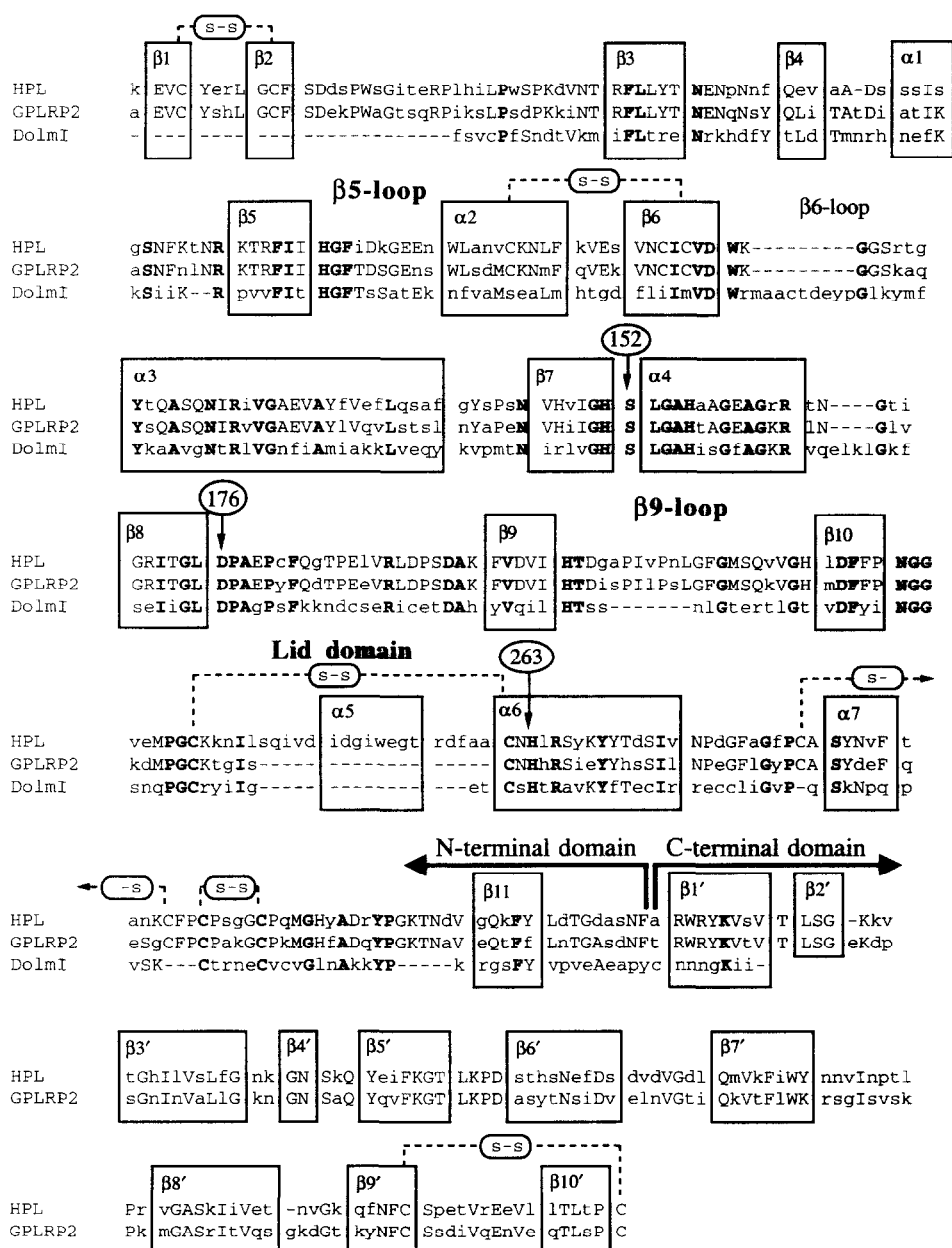 s-s
β1 β2 β3 β4 α1
HPL k EVC YerL GCF SDdsPWsGiterRPlhiLPwSPKdVNT RFLLYT NENpNnf Qev aA-Ds ssIs
GPLRP2 a EVC YshL GCF SDekPWaGtsqRPiksLPsdPKkiNT RFLLYT NENqNsY QLi TAtDi atIK
DolmI - --- ---- --- ---------------fsvcPfSNdtVkm iFLtre NrkhdfY tLd Tmnrh nefK
β5-loop s-s
β5 α2 β6 β6-loop
HPL gSNFKtNR KTRFII HGFiDkGEEn WLanvCKNLF kVEs VNCICVD WK---------GGSrtg
GPLRP2 aSNFnlNR KTRFII HGFTDSGEns WLsdMCKNmF qVEk VNCICVD WK---------GGSkaq
DolmI kSiiK--R pvvFIt HGFTsSatEk nfvaMseaLm htgd fliImVD WrmaactdeypGlkymf
152
α3 β7 α4
HPL YtQASQNIRiVGAEVAYfVefLqsaf gYsPsN VHvIGH S LGAHaAGEAGrR tN----Gti
GPLRP2 YsQASQNIRvVGAEVAYlVqvLstsl nYaPeN VHiIGH S LGAHtAGEAGKR lN----Glv
DolmI YkaAvgNtRlVGnfiAmiakkLveqy kvpmtN irlvGH S LGAHisGfAGKR vqelklGkf
176 β9-loop
β8 β9 β10
HPL GRITGL DPAEPcFQgTPElVRLDPSDAK FVDVI HTDgaPIvPnLGFGMSQvvGH lDFFP NGG
GPLRP2 GRITGL DPAEPyFQdTPEevRLDPSDAK FVDVI HTDisPIlPsLGFGMSQkVGH mDFFP NGG
DolmI seIiGL DPAgPsFkkndcseRicetDAh yVqil HTss-------nlGtertlGt vDFyi NGG
Lid domain 263
s-s s-
α5 α6 α7
HPL veMPGCKknIlsqivd idgiwegt rdfaa CNHlRSyKYYTdSIv NPdGFaGfPCA SYNvF t
GPLRP2 kdMPGCKtgIs----- -------- ----- CNHhRSieYYhsSIl NPeGFlGyPCA SYdeF q
DolmI snqPGCryiIg----- -------- ---et CsHtRavKYfTecIr reccliGvP-q SkNpq p
N-terminal domain C-terminal domain
-s s-s
β11 β1′ β2′
HPL anKCFPCPsgGCPqMGHyADrYPGKTNdV gQkFY LdTGdasNFa RWRYKVsV T LSG -Kkv
GPLRP2 eSgCFPCPakGCPkMGHfADqYPGKTNaV eQtFf LnTGAsdNFt RWRYKVtV T LSG eKdp
DolmI vSK---CtrneCvcvGlnAkkYP-----k rgsFY vpveAeapyc nnngKii-
β3′ β4′ β5′ β6′ β7′
HPL tGhIlVsLfG nk GN SkQ YeiFKGT LKPD sthsNefDs dvdVGdl QmVkFiWY nnvInptl
GPLRP2 sGnInVaLlG kn GN SaQ YqvFKGT LKPD asytNsiDv elnVGti QkVtFlWK rsgIsvsk
s-s
β8′ β9′ β10′
HPL Pr vGASkIiVet -nvGk qfNFC SpetVrEeVl lTLtP C
GPLRP2 Pk mGASrItVqs gkdGt kyNFC SsdiVqEnVe qTLsP C